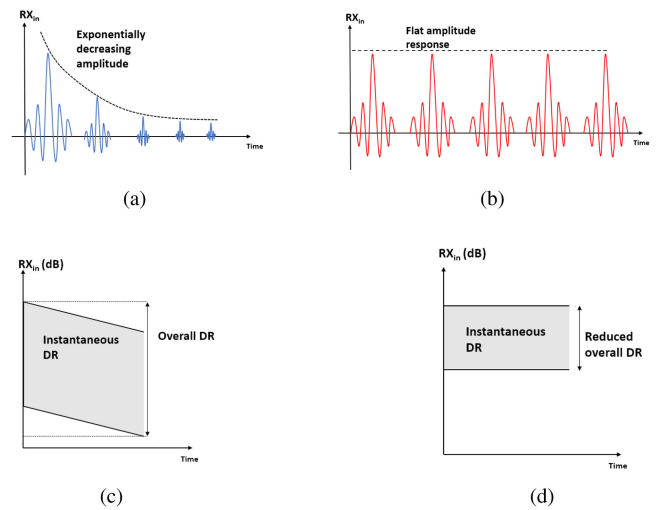 RXin
Exponentially
decreasing
amplitude
Time
(a)
RXin
Flat amplitude
response
Time
(b)
RXin (dB)
Instantaneous
DR
Overall DR
Time
(c)
RXin (dB)
Instantaneous
DR
Reduced
overall DR
Time
(d)